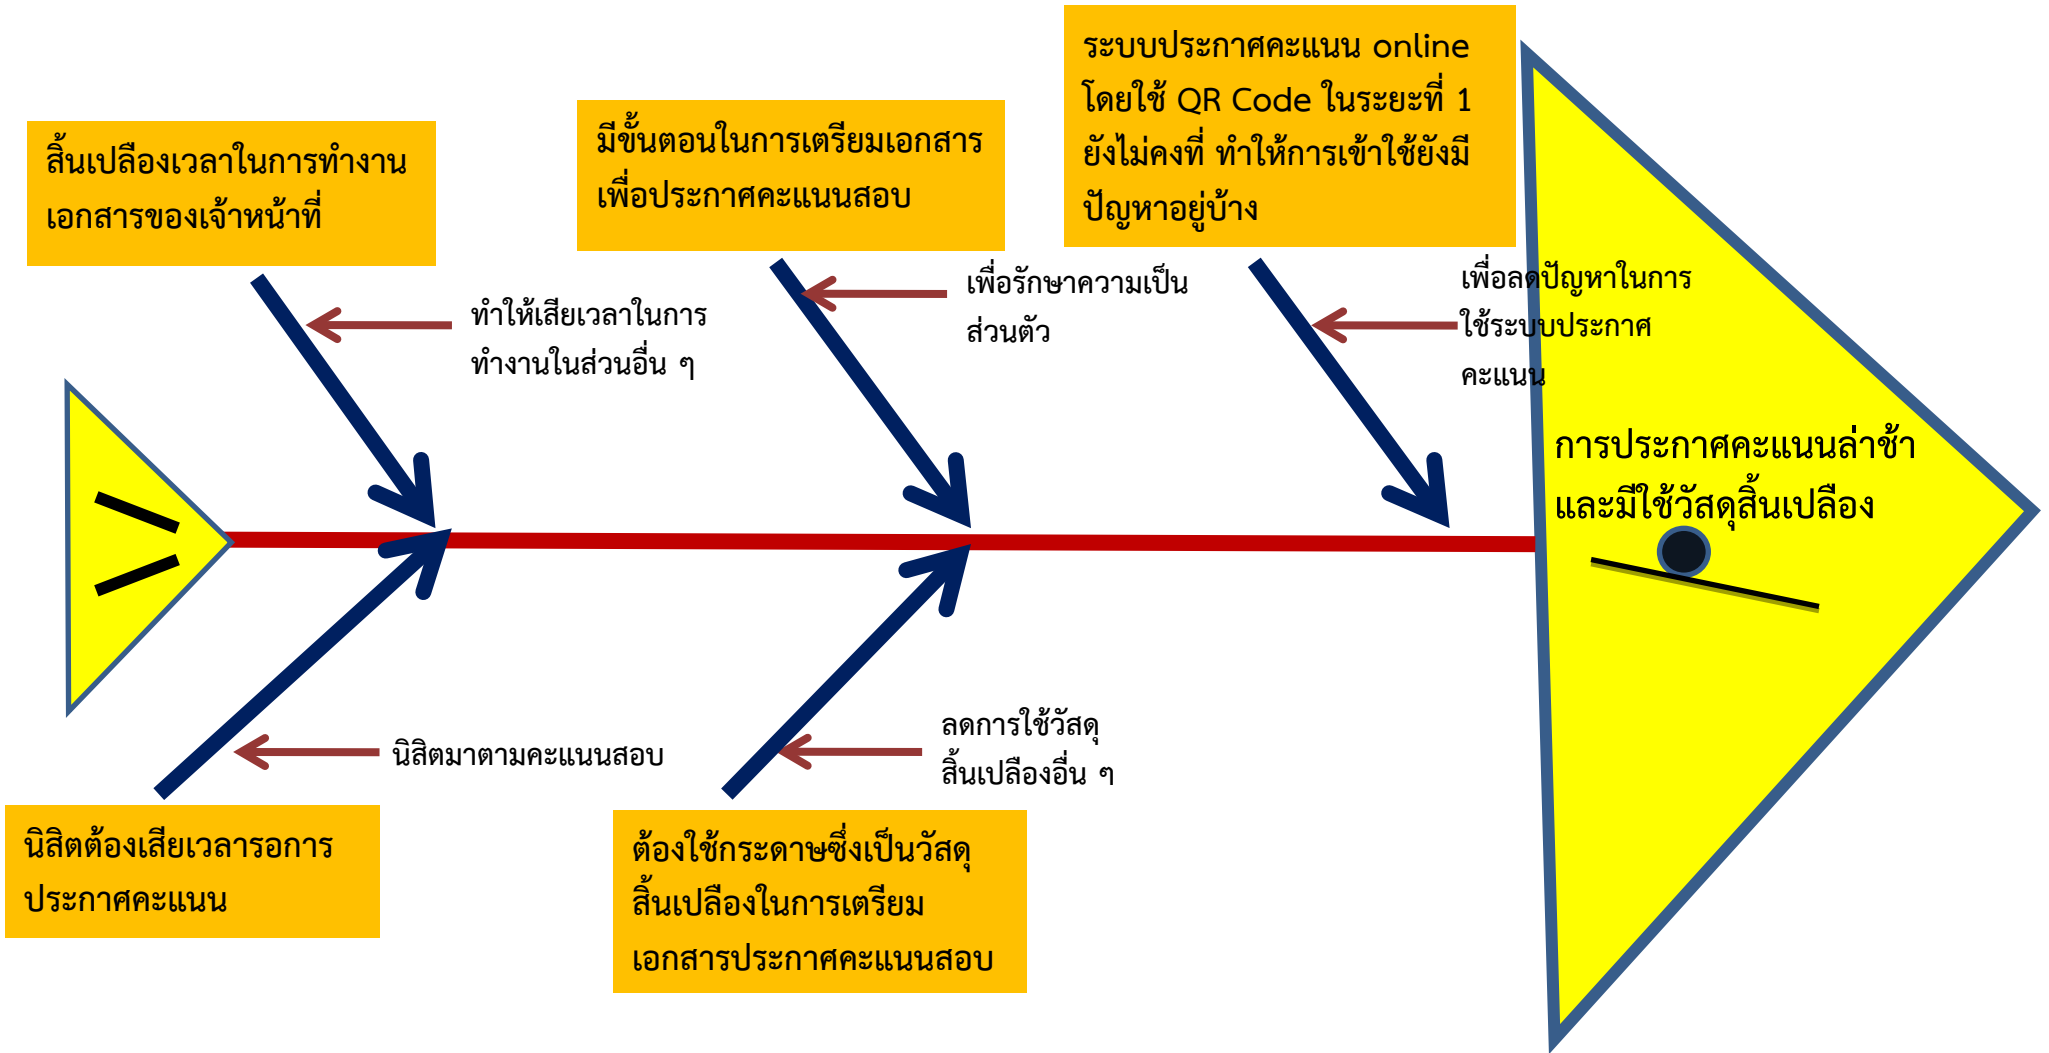 สิ้นเปลืองเวลาในการทำงาน
เอกสารของเจ้าหน้าที่
มีขั้นตอนในการเตรียมเอกสาร
เพื่อประกาศคะแนนสอบ
ระบบประกาศคะแนน online
โดยใช้ QR Code ในระยะที่ 1
ยังไม่คงที่ ทำให้การเข้าใช้ยังมี
ปัญหาอยู่บ้าง
ทำให้เสียเวลาในการ
ทำงานในส่วนอื่น ๆ
เพื่อรักษาความเป็น
ส่วนตัว
เพื่อลดปัญหาในการ
ใช้ระบบประกาศ
คะแนน
การประกาศคะแนนล่าช้า
และมีใช้วัสดุสิ้นเปลือง
นิสิตมาตามคะแนนสอบ
ลดการใช้วัสดุ
สิ้นเปลืองอื่น ๆ
นิสิตต้องเสียเวลารอการ
ประกาศคะแนน
ต้องใช้กระดาษซึ่งเป็นวัสดุ
สิ้นเปลืองในการเตรียม
เอกสารประกาศคะแนนสอบ